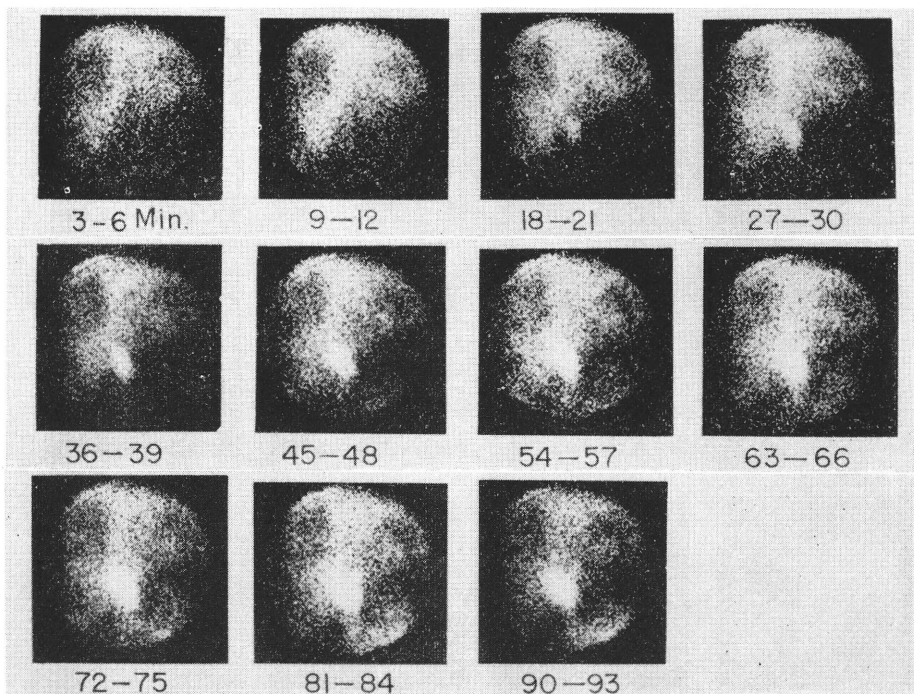 3-6 Min. 9—12 18—21 27—30
36—39 45—48 54—57 63—66
72—75 81—84 90—93